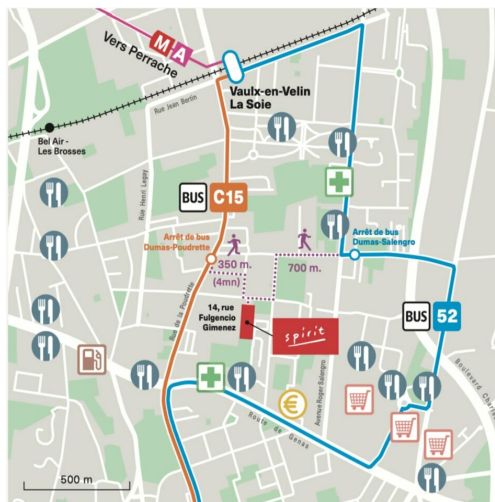 M A
Vers Perrache
Vaulx-en-Velin
La Soie
Rue Jean Bertin
Bel Air -
Les Brosses
Rue Henri Legay
BUS C15
Arrêt de bus
Dumas-Poudrette
Arrêt de bus
Dumas-Salengro
350 m.
(4mn)
700 m.
Rue de la Poudrette
14, rue
Fulgencio
Gimenez
spirit
BUS 52
Avenue Roger Salengro
Boulevard Charles
€
Route de Genas
500 m